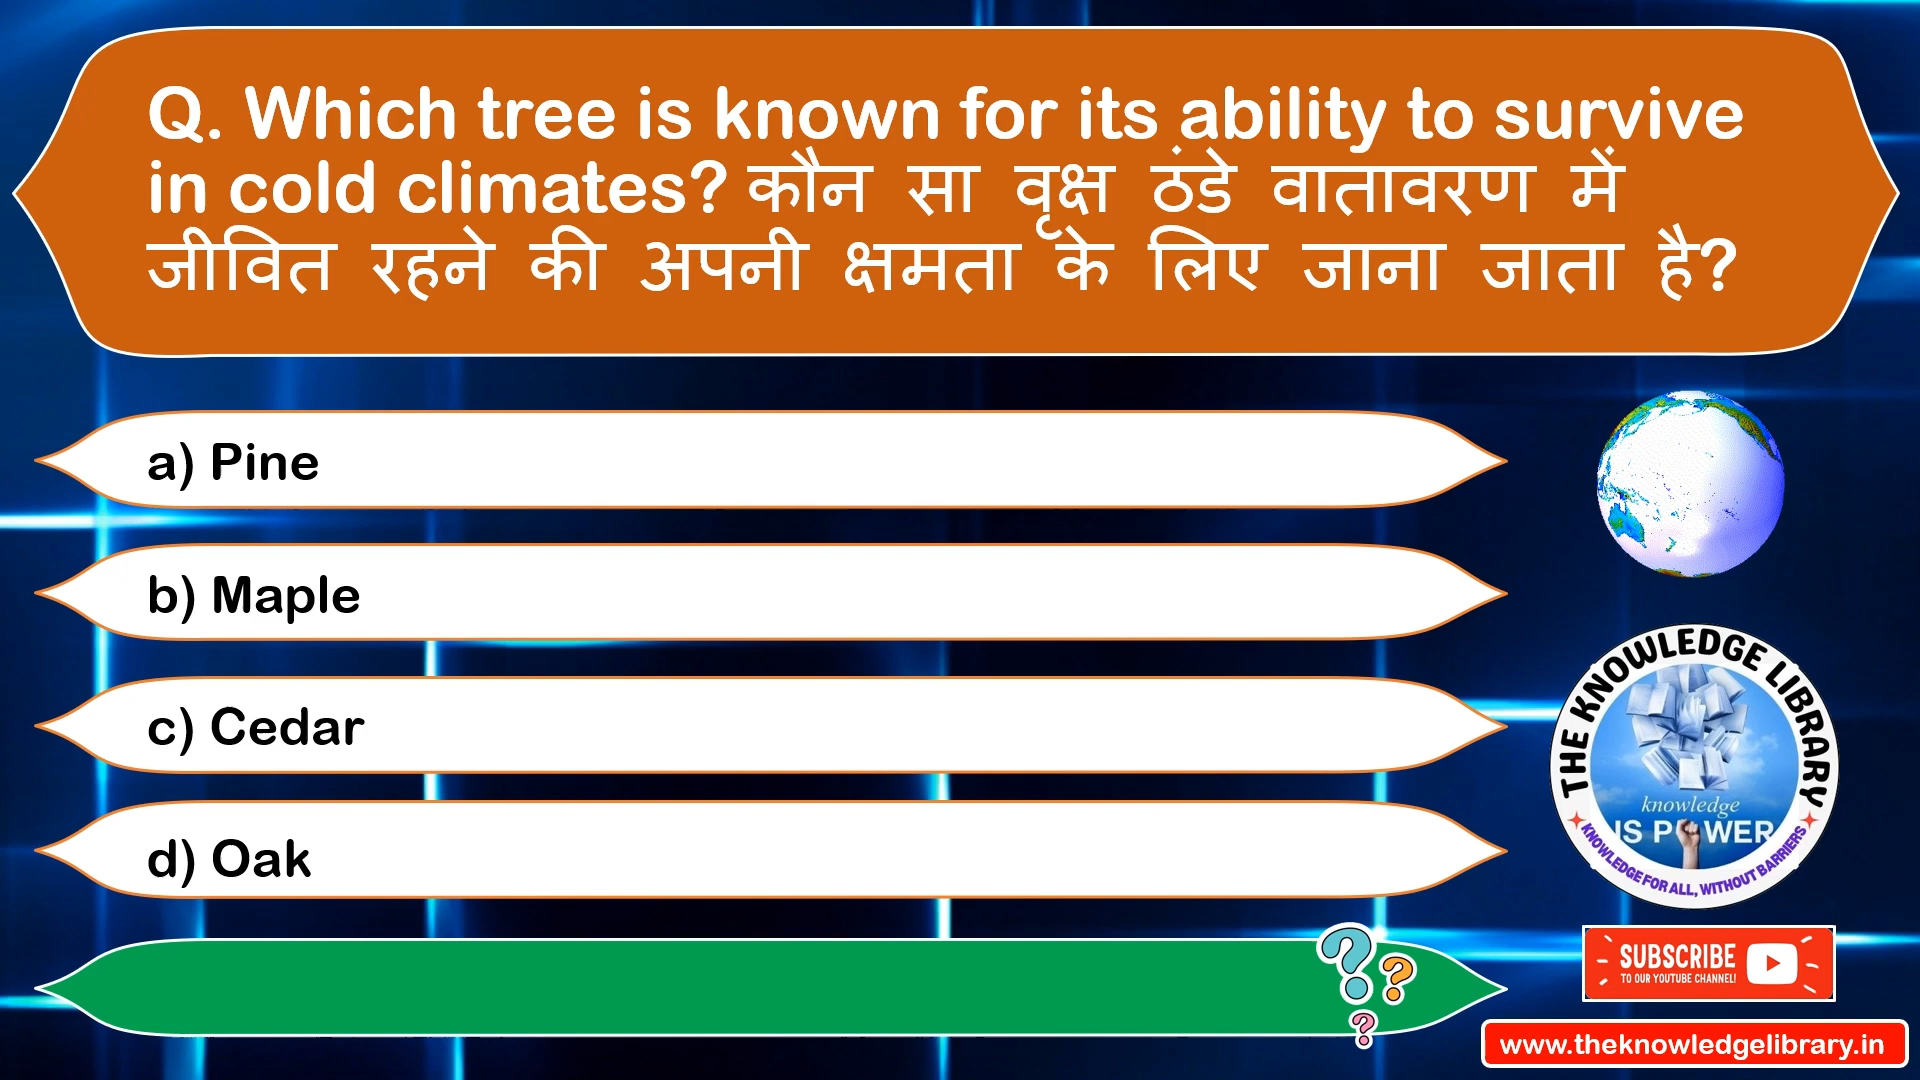 Q. Which tree is known for its ability to survive
in cold climates? कौन सा वृक्ष ठंडे वातावरण में
जीवित रहने की अपनी क्षमता के लिए जाना जाता है?
a) Pine
b) Maple
c) Cedar
d) Oak
THE KNOWLEDGE LIBRARY
knowledge
IS POWER
KNOWLEDGE FOR ALL, WITHOUT BARRIERS
SUBSCRIBE
TO OUR YOUTUBE CHANNEL!
www.theknowledgelibrary.in